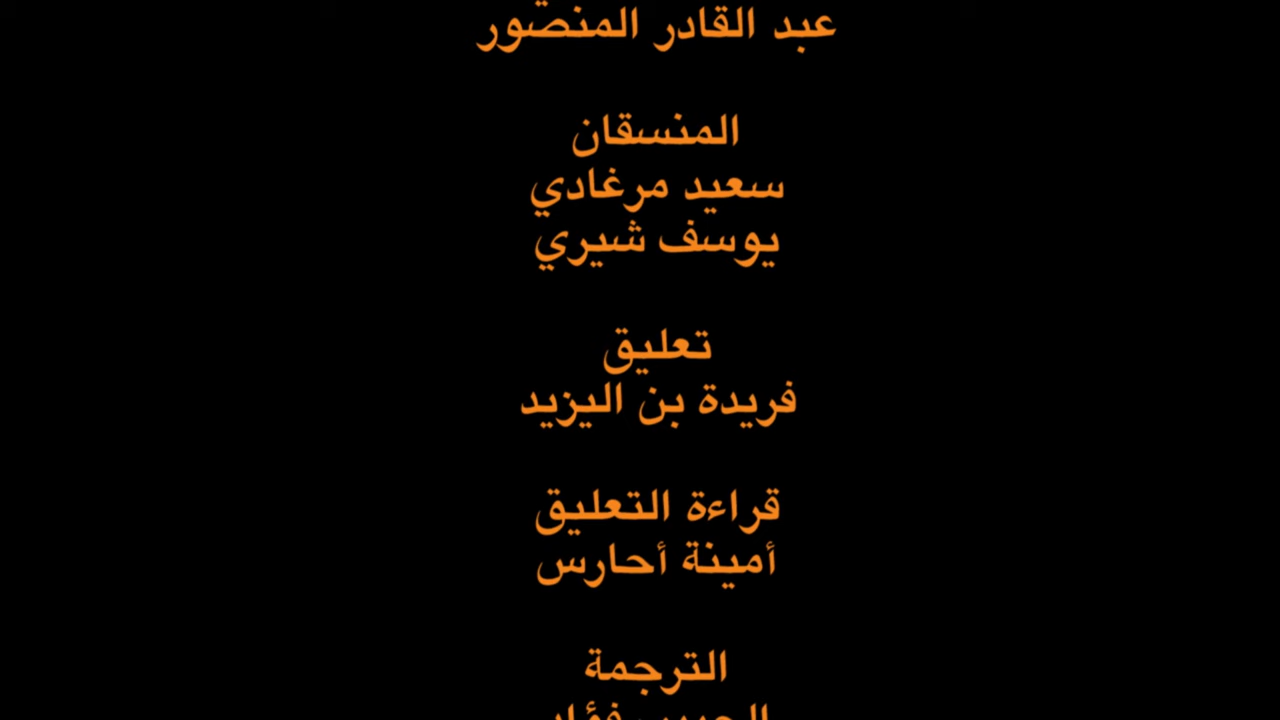 عبد القادر المنصور
المنسقان
سعيد مرغادي
يوسف شيري
تعليق
فريدة بن اليزيد
قراءة التعليق
أمينة أحارس
الترجمة